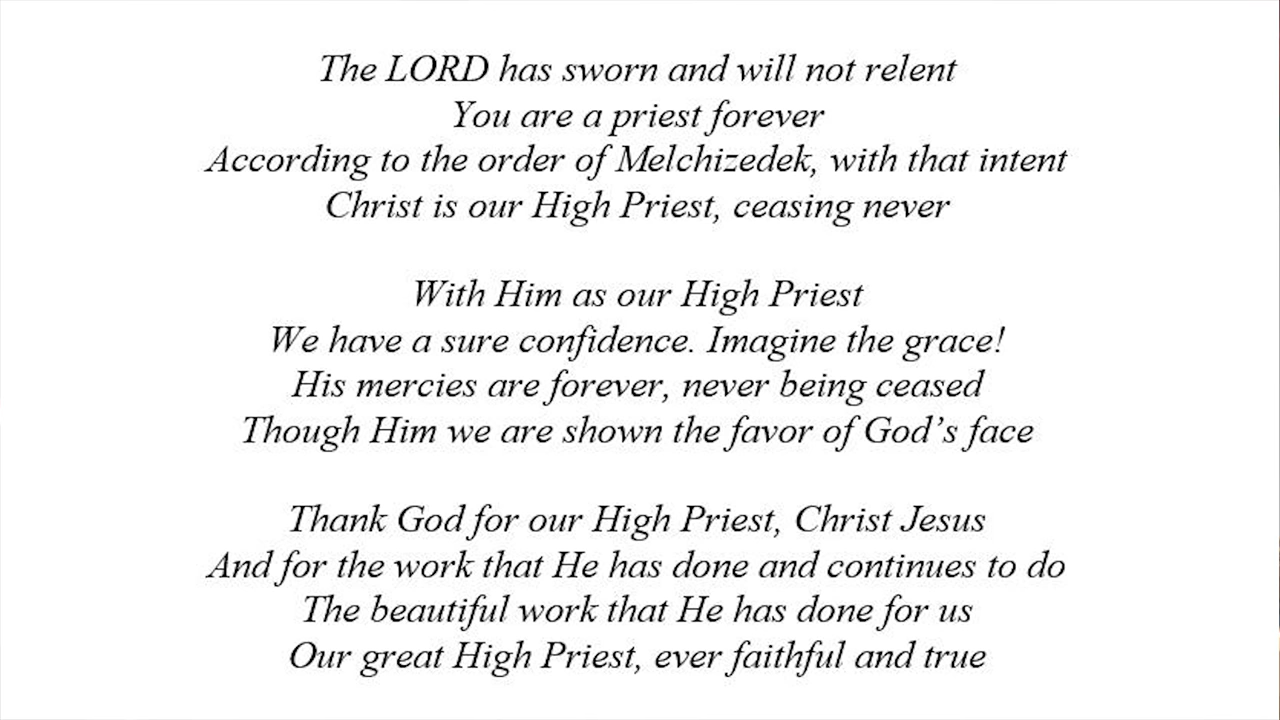 The LORD has sworn and will not relent
You are a priest forever
According to the order of Melchizedek, with that intent
Christ is our High Priest, ceasing never
With Him as our High Priest
We have a sure confidence. Imagine the grace!
His mercies are forever, never being ceased
Though Him we are shown the favor of God’s face
Thank God for our High Priest, Christ Jesus
And for the work that He has done and continues to do
The beautiful work that He has done for us
Our great High Priest, ever faithful and true